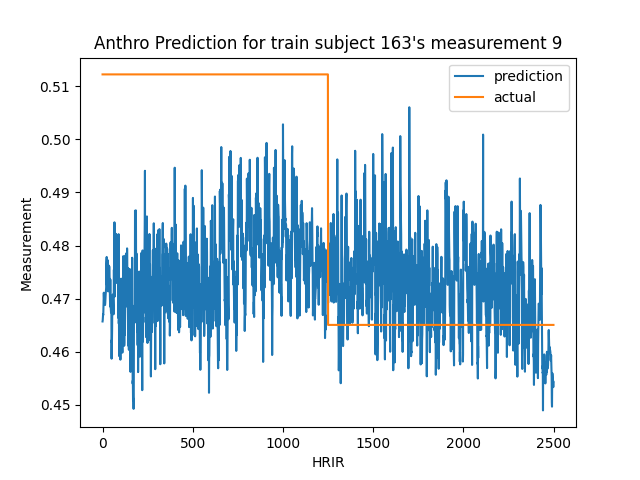 Anthro Prediction for train subject 163's measurement 9
prediction
actual
0.51
0.50
0.49
0.48
0.47
0.46
0.45
Measurement
0
500
1000
1500
2000
2500
HRIR